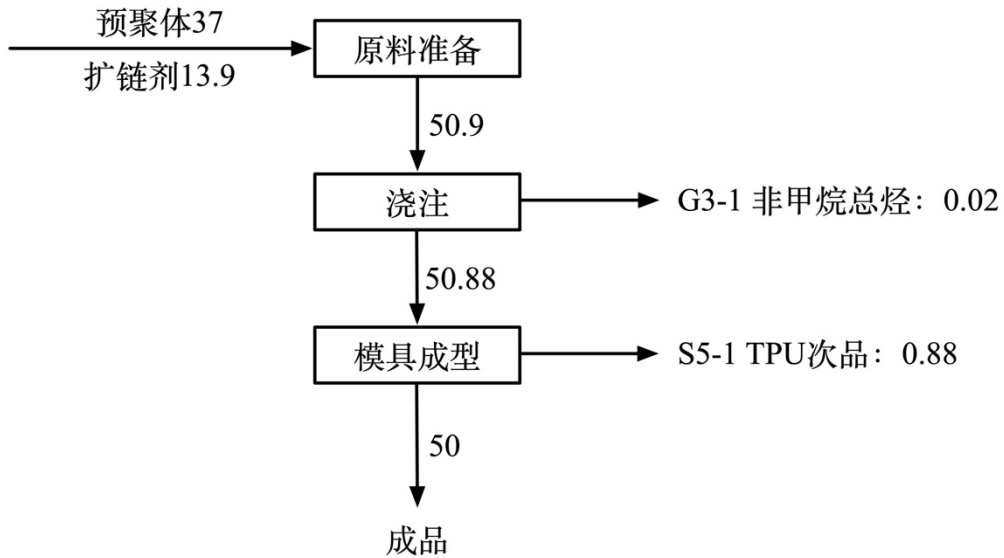 预聚体37
扩链剂13.9
原料准备
50.9
浇注
G3-1 非甲烷总烃：0.02
50.88
模具成型
S5-1 TPU次品：0.88
50
成品